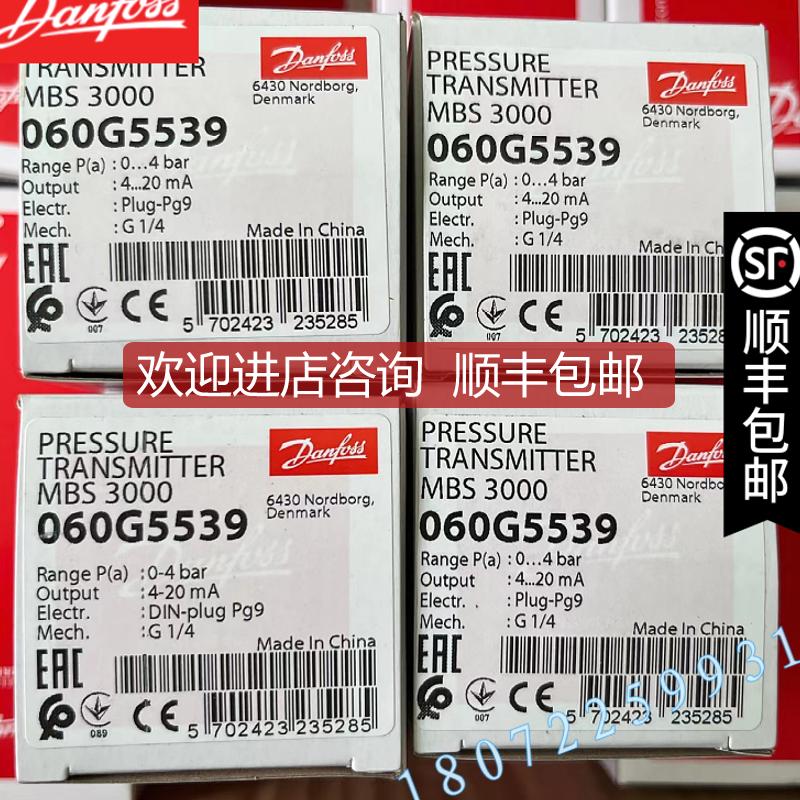 Danfoss
TRANSMITTER
MBS 3000
Danfoss
6430 Nordborg,
Denmark
060G5539
Range P(a) : 0...4 bar
Output : 4...20 mA
Electr. : Plug-Pg9
Mech. : G 1/4
Made In China
EAC
007
CE
5 702423 235285
PRESSURE
TRANSMITTER
MBS 3000
Danfoss
6430 Nordborg,
Denmark
060G5539
Range P(a) : 0...4 bar
Output : 4...20 mA
Electr. : Plug-Pg9
Mech. : G 1/4
Made In China
EAC
007
CE
5 702423 23528
SF
顺丰包邮
欢迎进店咨询 顺丰包邮
PRESSURE
TRANSMITTER
MBS 3000
Danfoss
6430 Nordborg,
Denmark
060G5539
Range P(a) : 0-4 bar
Output : 4-20 mA
Electr. : DIN-plug Pg9
Mech. : G 1/4
Made In China
EAC
089
CE
5 702423 235285
PRESSURE
TRANSMITTER
MBS 3000
Danfoss
6430 Nordborg,
Denmark
060G5539
Range P(a) : 0...4 bar
Output : 4...20 mA
Electr. : Plug-Pg9
Mech. : G 1/4
Made In China
EAC
007
CE
5 702423 235285
18072259931